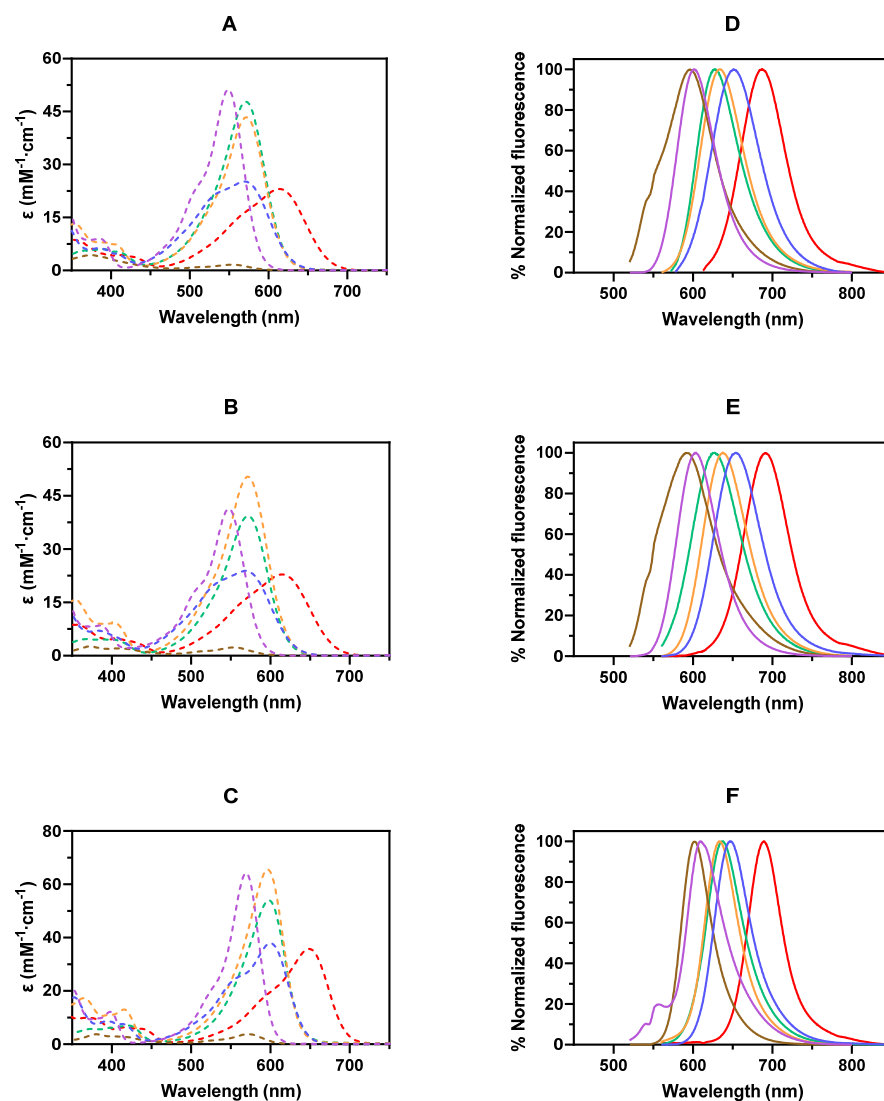 A
ε (mM⁻¹·cm⁻¹)
60
45
30
15
0
400 500 600 700
Wavelength (nm)
D
% Normalized fluorescence
100
80
60
40
20
0
500 600 700 800
Wavelength (nm)
B
ε (mM⁻¹·cm⁻¹)
60
45
30
15
0
400 500 600 700
Wavelength (nm)
E
% Normalized fluorescence
100
80
60
40
20
0
500 600 700 800
Wavelength (nm)
C
ε (mM⁻¹·cm⁻¹)
80
60
40
20
0
400 500 600 700
Wavelength (nm)
F
% Normalized fluorescence
100
80
60
40
20
0
500 600 700 800
Wavelength (nm)